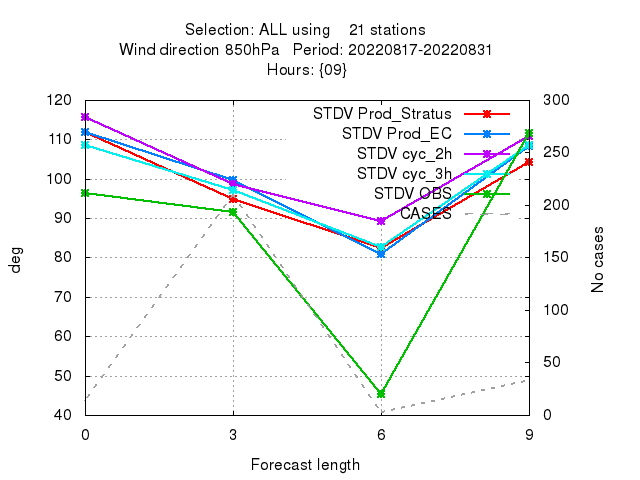 Selection: ALL using    21 stations
Wind direction 850hPa   Period: 20220817-20220831
Hours: {09}
STDV Prod_Stratus
STDV Prod_EC
STDV cyc_2h
STDV cyc_3h
STDV OBS
CASES
120
110
100
90
80
70
60
50
40
deg
300
250
200
150
100
50
0
No cases
0 3 6 9
Forecast length